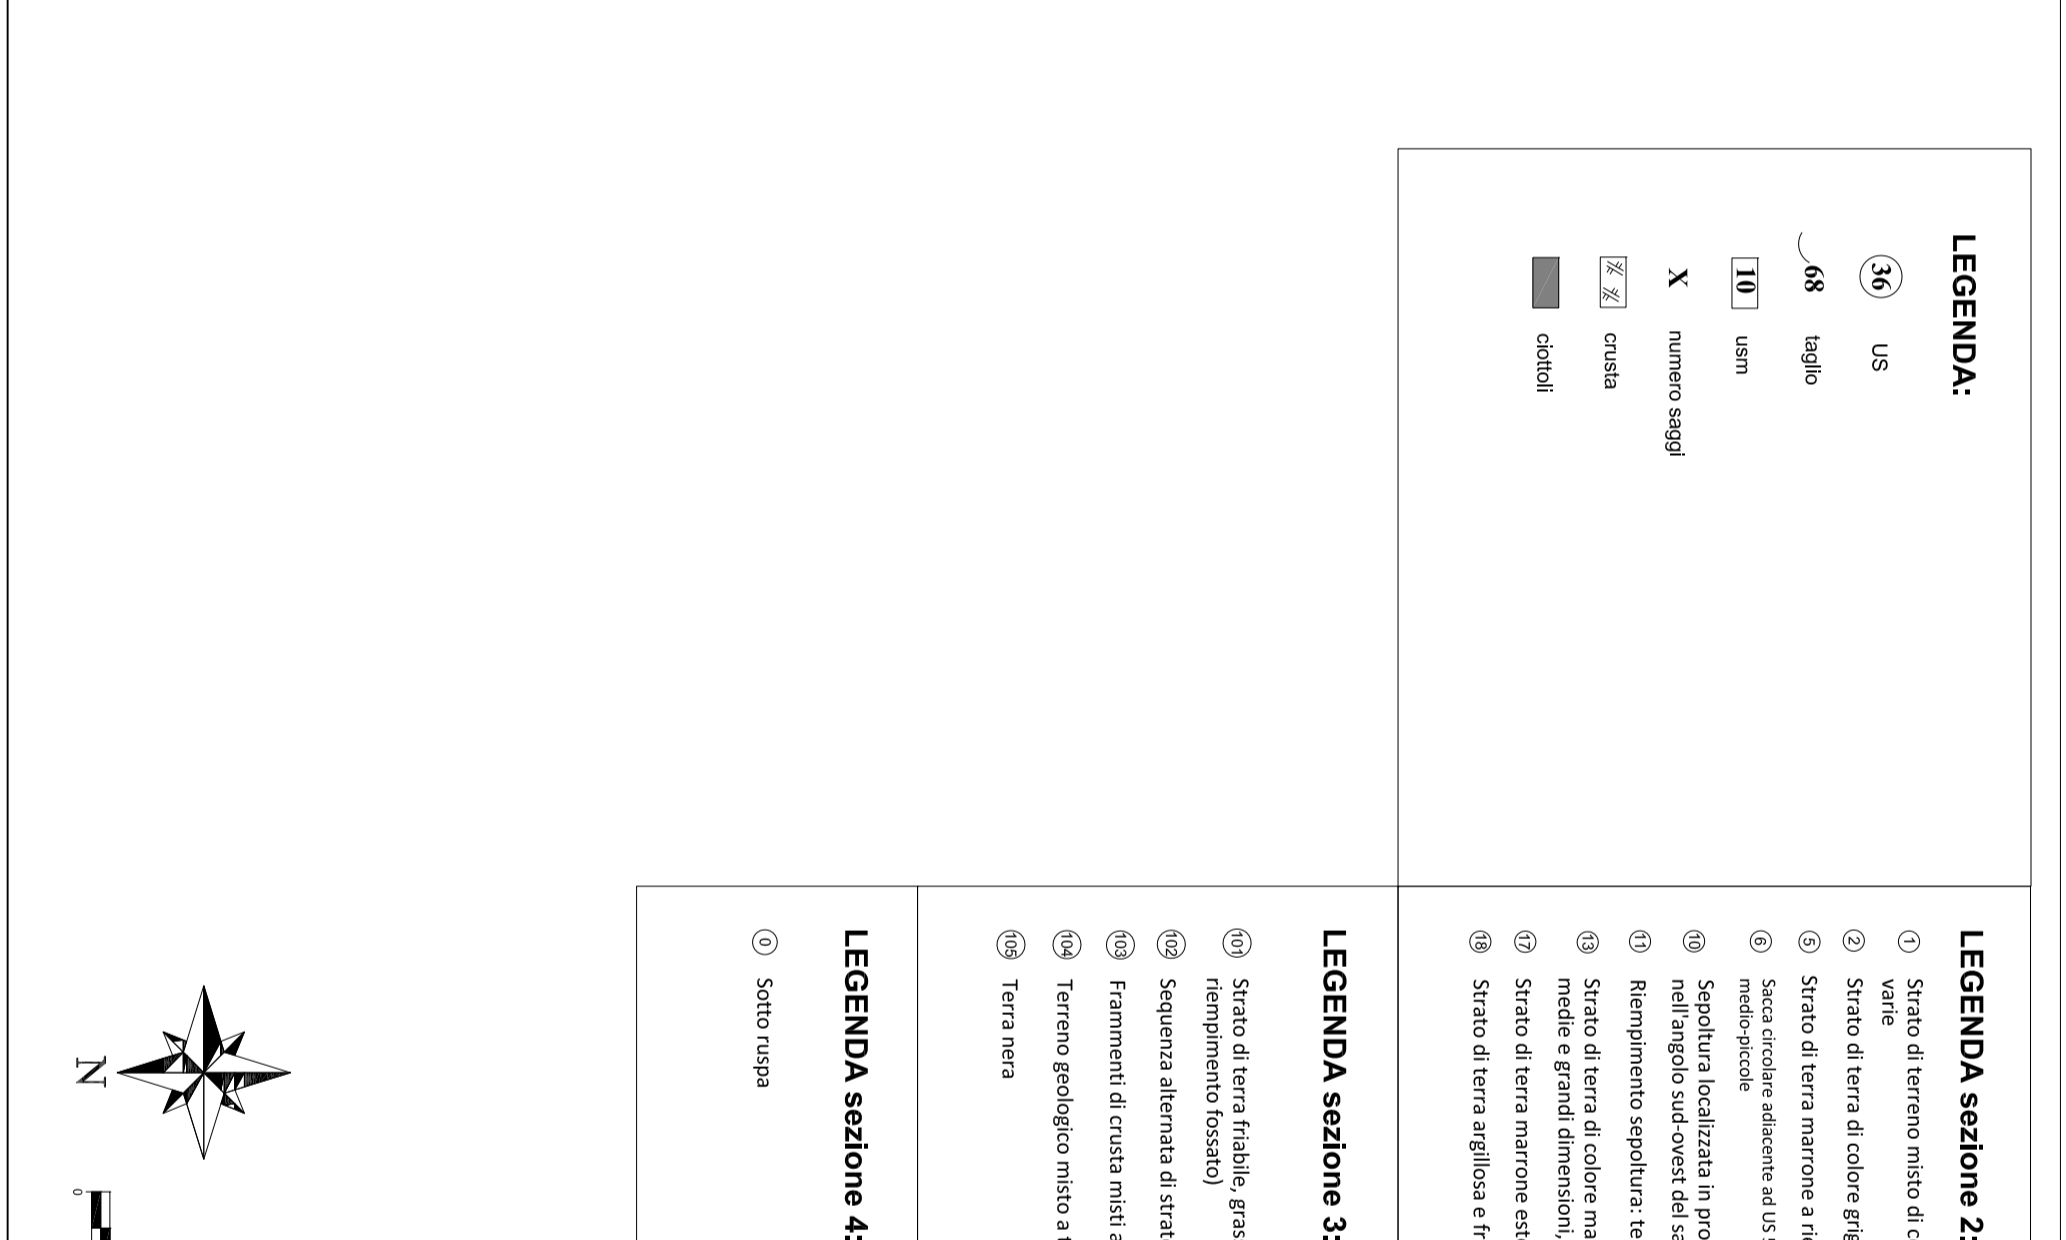 LEGENDA:
36 US
68 taglio
10 usm
X numero saggi
crusta
ciottoli
LEGENDA sezione 2:
1 Strato di terreno misto di c
varie
2 Strato di terra di colore grig
5 Strato di terra marrone a ri
6 Sacca circolare adiacente ad US
medio-piccole
10 Sepoltura localizzata in pro
nell'angolo sud-ovest del sa
11 Riempimento sepoltura: te
13 Strato di terra di colore ma
medie e grandi dimensioni,
17 Strato di terra marrone est
18 Strato di terra argillosa e fr
LEGENDA sezione 3:
101 Strato di terra friabile, gras
riempimento fossato)
102 Sequenza alternata di strat
103 Frammenti di crusta misti a
104 Terreno geologico misto a t
105 Terra nera
LEGENDA sezione 4:
0 Sotto ruspa
N
0